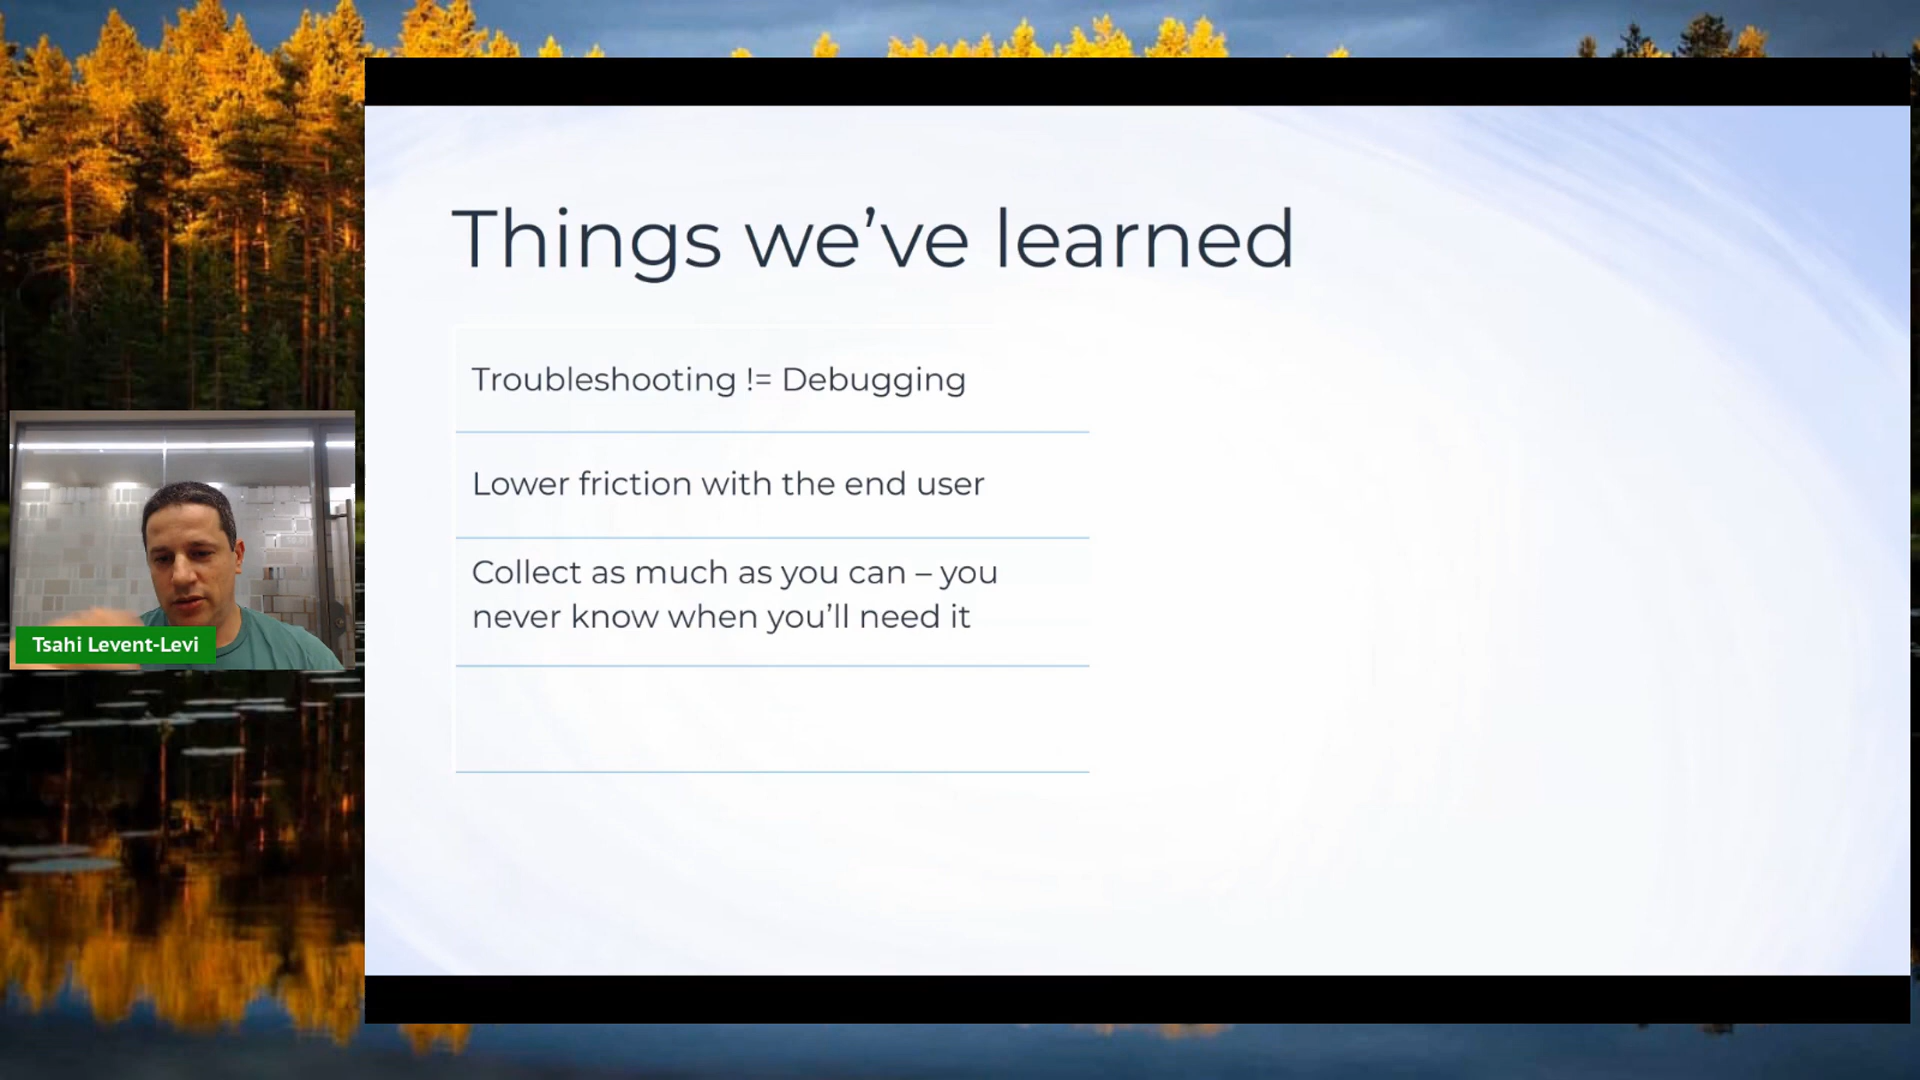 Things we’ve learned
Troubleshooting != Debugging
Lower friction with the end user
Collect as much as you can – you
never know when you’ll need it
Tsahi Levent-Levi